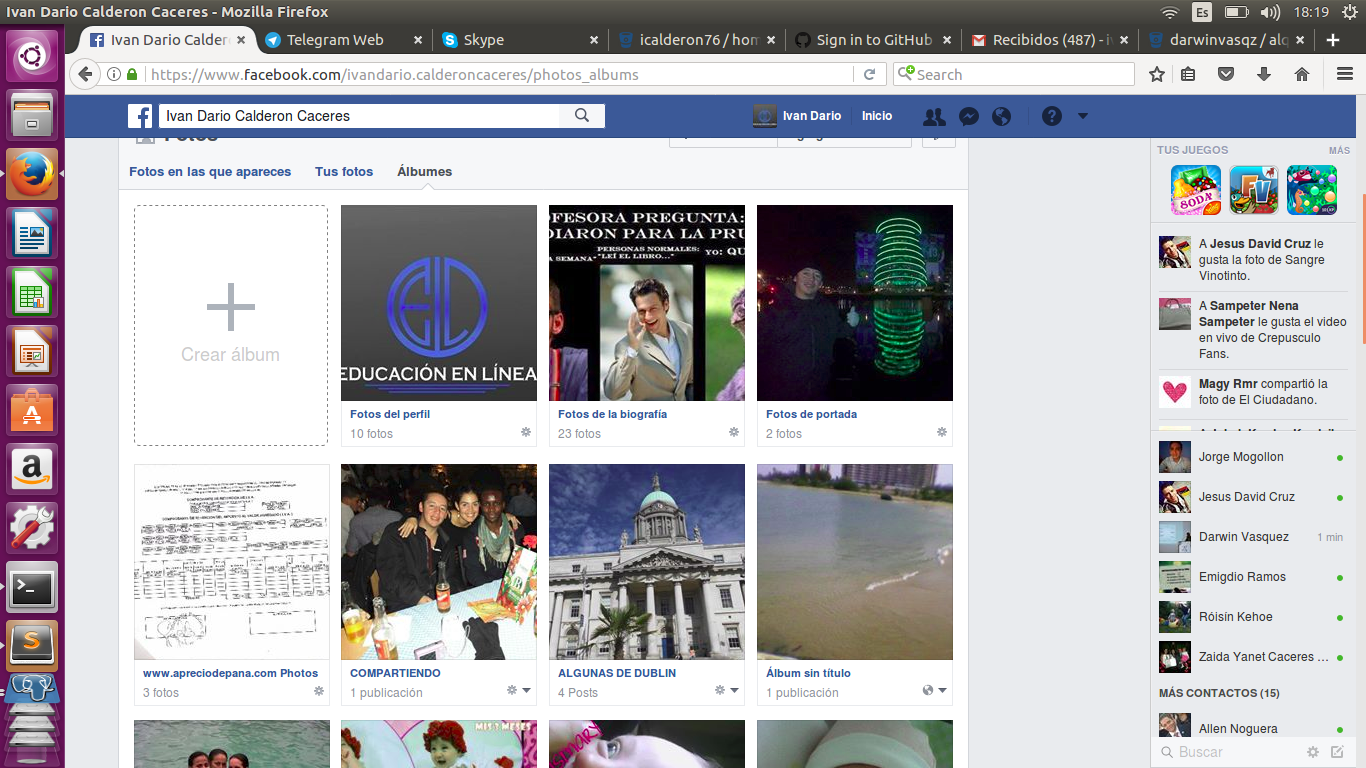 Ivan Dario Calderon Caceres - Mozilla Firefox
Es
18:19
Ivan Dario Calder
Telegram Web
Skype
icalderon76 / hom
Sign in to GitHub
Recibidos (487) - i
darwinvasqz / alg
https://www.facebook.com/ivandario.calderoncaceres/photos_albums
Search
Ivan Dario Calderon Caceres
Ivan Dario
Inicio
Fotos
Fotos en las que apareces
Tus fotos
Álbumes
Crear álbum
EDUCACIÓN EN LÍNEA
Fotos del perfil
10 fotos
OFESORA PREGUNTA:
DIARON PARA LA PRU
PERSONAS NORMALES:
"LEÍ EL LIBRO..."
A SEMANA"
yo: QU
Fotos de la biografía
23 fotos
Fotos de portada
2 fotos
www.apreciodepana.com Photos
3 fotos
COMPARTIENDO
1 publicación
ALGUNAS DE DUBLIN
4 Posts
Álbum sin título
1 publicación
MIS 7 MESES
TUS JUEGOS
MÁS
SODA
FV
A Jesus David Cruz le
gusta la foto de Sangre
Vinotinto.
A Sampeter Nena
Sampeter le gusta el video
en vivo de Crepusculo
Fans.
Magy Rmr compartió la
foto de El Ciudadano.
Jorge Mogollon
Jesus David Cruz
Darwin Vasquez
1 min
Emigdio Ramos
Róisín Kehoe
Zaida Yanet Caceres ...
MÁS CONTACTOS (15)
Allen Noguera
Buscar